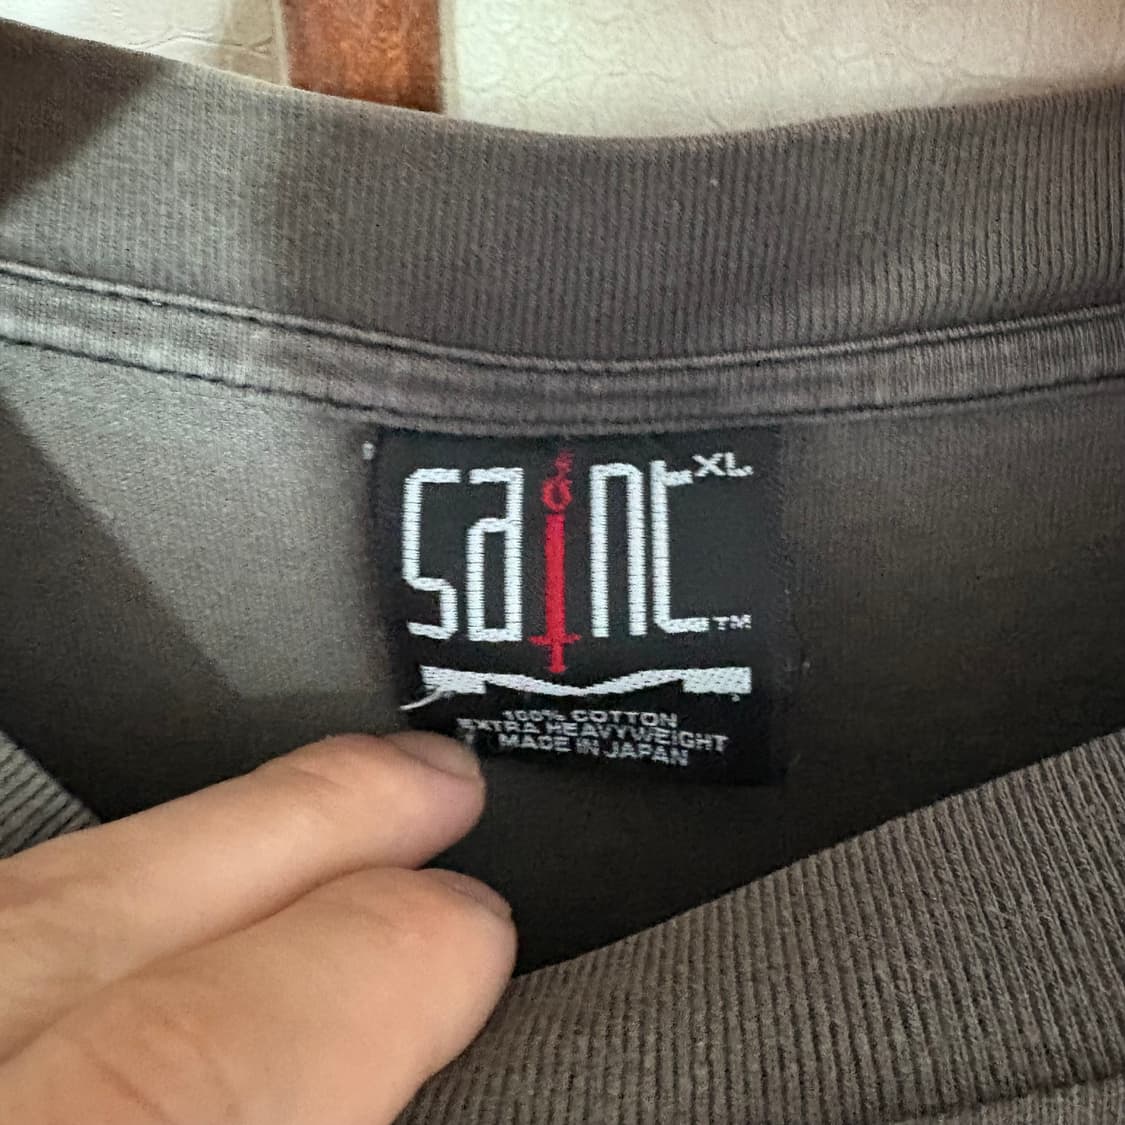 saint XL
TM
100% COTTON
EXTRA HEAVYWEIGHT
MADE IN JAPAN